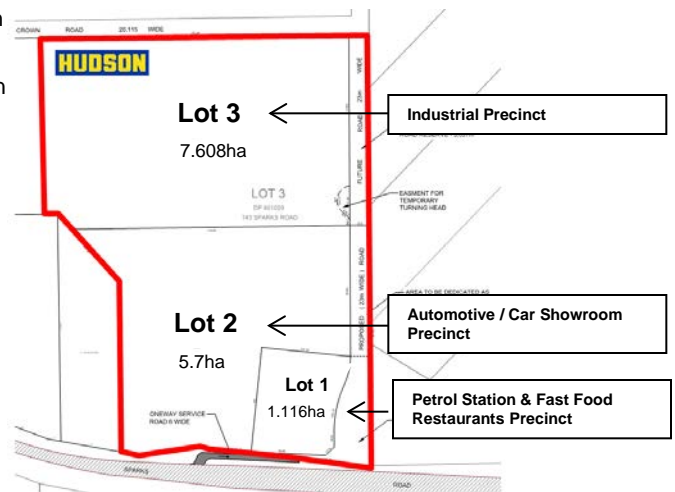 CROWN ROAD 20.115 WIDE
HUDSON
Lot 3
7.608ha
Industrial Precinct
FUTURE ROAD 23m WIDE
LOT 3
DP 651003
143 SPARKS ROAD
EASMENT FOR
TEMPORARY
TURNING HEAD
PROPOSED (23m WIDE) ROAD
AREA TO BE DEDICATED AS
Lot 2
5.7ha
Automotive / Car Showroom
Precinct
Lot 1
1.116ha
Petrol Station & Fast Food
Restaurants Precinct
ONEWAY SERVICE
ROAD 6 WIDE
SPARKS ROAD